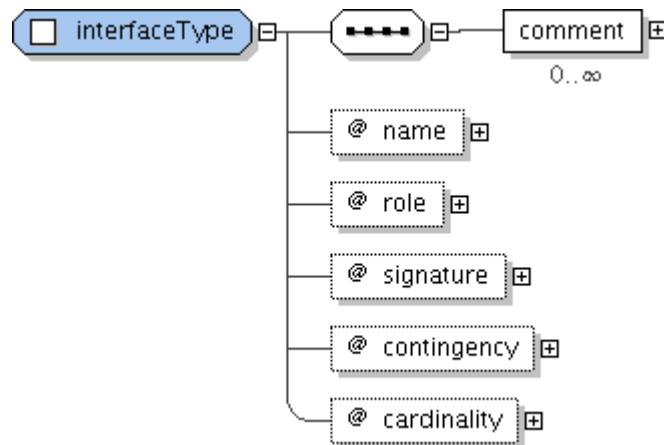 interfaceType
comment
0..∞
@ name
@ role
@ signature
@ contingency
@ cardinality